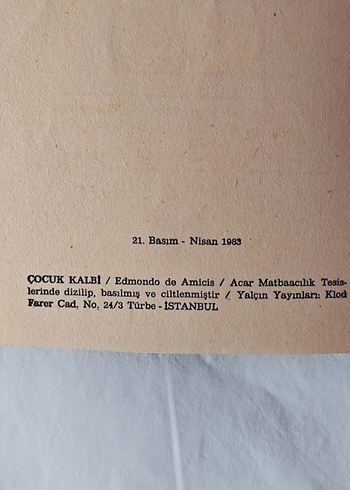 21. Basım - Nisan 1983
ÇOCUK KALBİ / Edmondo de Amicis / Acar Matbaacılık Tesis-
lerinde dizilip, basılmış ve ciltlenmiştir / Yalçın Yayınları: Klod
Farer Cad. No. 24/3 Türbe - İSTANBUL